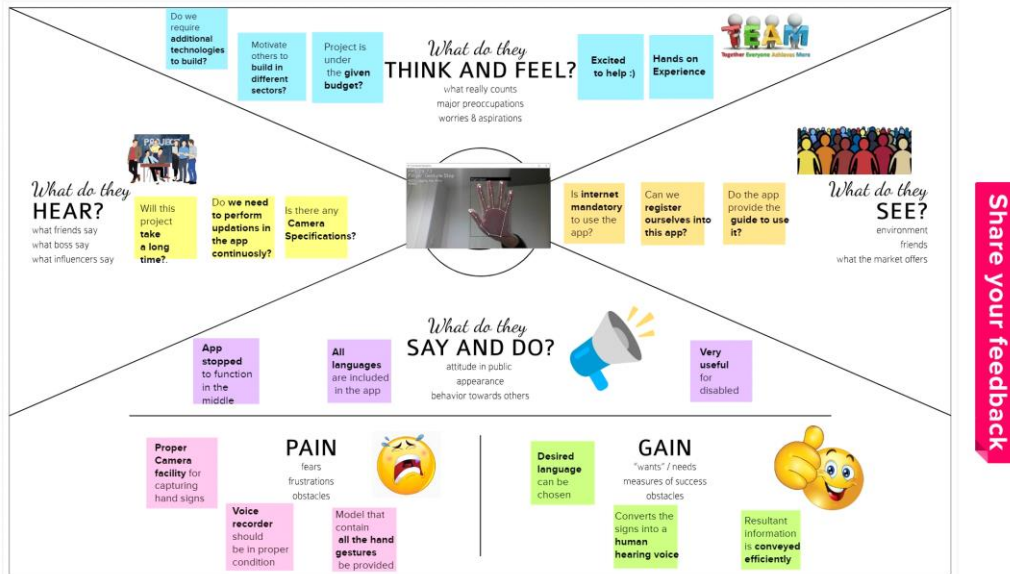 Do we
require
additional
technologies
to build?
Motivate
others to
build in
different
sectors?
Project is
under
the given
budget?
What do they
THINK AND FEEL?
what really counts
major preoccupations
worries & aspirations
Excited
to help :)
Hands on
Experience
TEAM
Together Everyone Achieves More
What do they
HEAR?
what friends say
what boss say
what influencers say
PROJECT
Will this
project
take
a long
time?.
Do we need
to perform
updations in
the app
continuosly?
Is there any
Camera
Specifications?
Is internet
mandatory
to use the
app?
Can we
register
ourselves into
this app?
Do the app
provide the
guide to use
it?
What do they
SEE?
environment
friends
what the market offers
What do they
SAY AND DO?
attitude in public
appearance
behavior towards others
App
stopped
to function
in the
middle
All
languages
are included
in the app
Very
useful
for
disabled
PAIN
fears
frustrations
obstacles
Proper
Camera
facility for
capturing
hand signs
Voice
recorder
should
be in proper
condition
Model that
contain
all the hand
gestures
be provided
GAIN
"wants" / needs
measures of success
obstacles
Desired
language
can be
chosen
Converts the
signs into a
human
hearing voice
Resultant
information
is conveyed
efficiently
Share your feedback